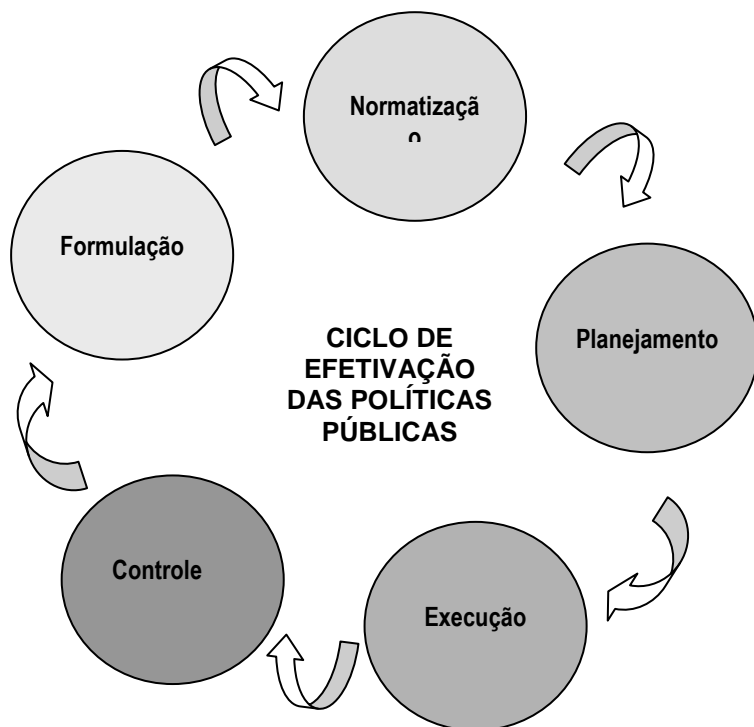 Normatizaçã
o
Formulação
Planejamento
CICLO DE
EFETIVAÇÃO
DAS POLÍTICAS
PÚBLICAS
Controle
Execução